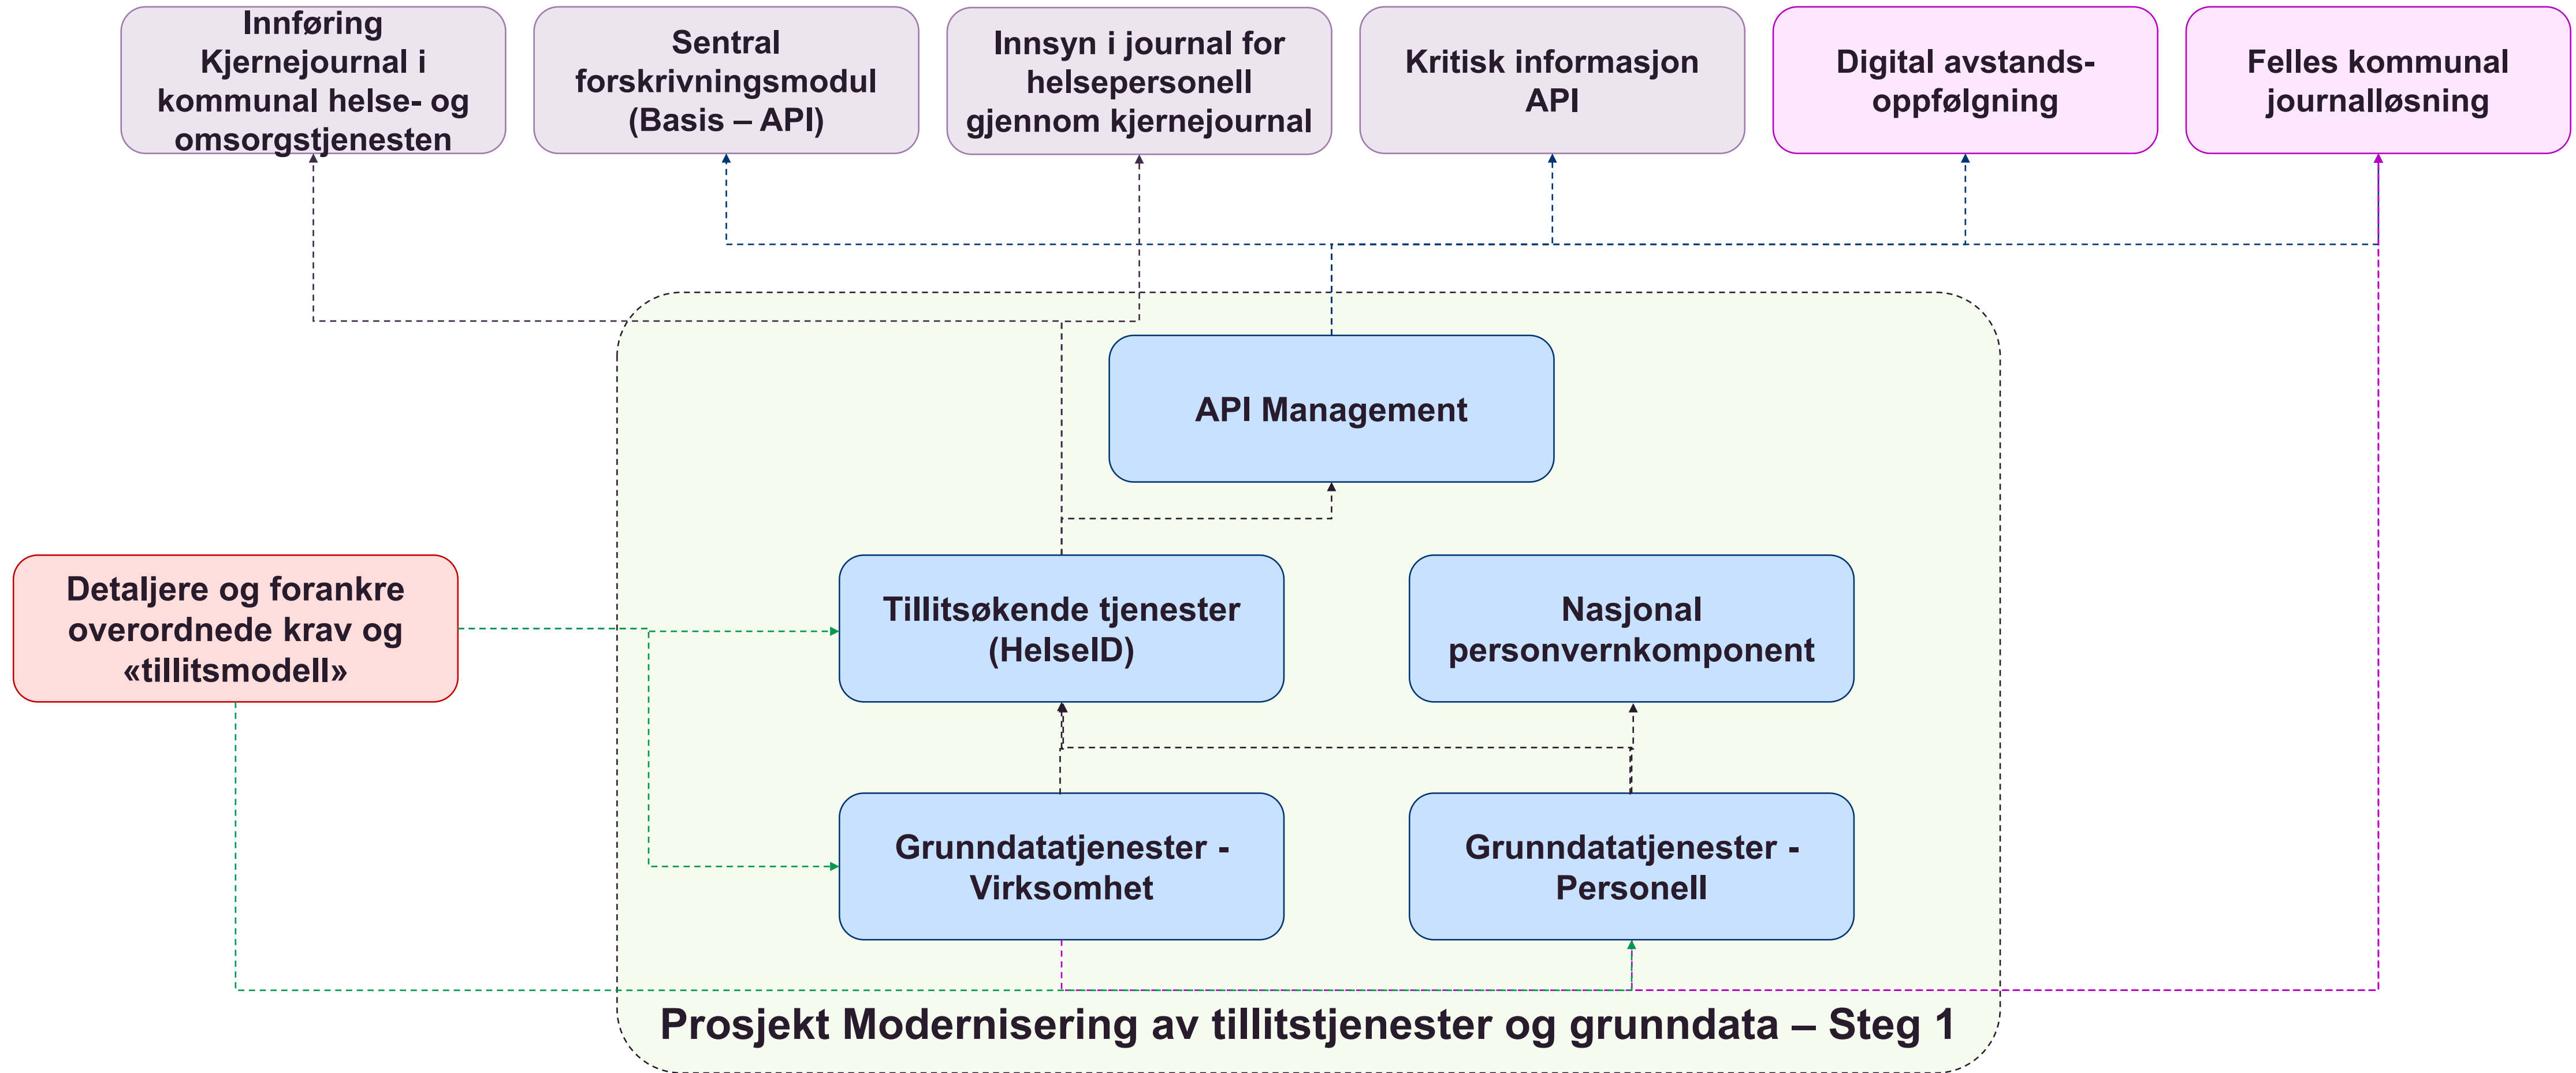 Innføring
Kjernejournal i
kommunal helse- og
omsorgstjenesten
Sentral
forskrivningsmodul
(Basis – API)
Innsyn i journal for
helsepersonell
gjennom kjernejournal
Kritisk informasjon
API
Digital avstands-
oppfølgning
Felles kommunal
journalløsning
API Management
Detaljere og forankre
overordnede krav og
«tillitsmodell»
Tillitsøkende tjenester
(HelseID)
Nasjonal
personvernkomponent
Grunndatatjenester -
Virksomhet
Grunndatatjenester -
Personell
Prosjekt Modernisering av tillitstjenester og grunndata – Steg 1